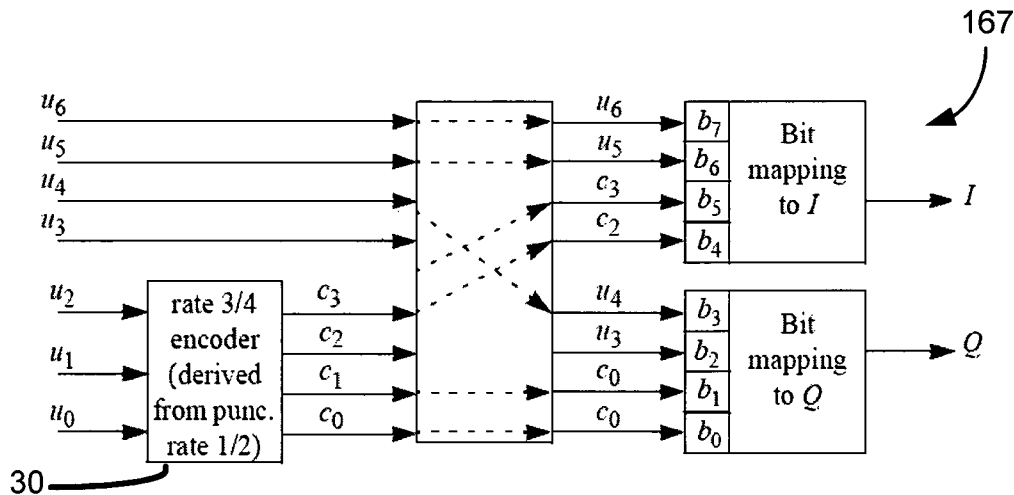 167
u6
u5
u4
u3
u2
u1
u0
rate 3/4
encoder
(derived
from punc.
rate 1/2)
30
c3
c2
c1
c0
u6
u5
c3
c2
u4
u3
c0
c0
b7
b6
b5
b4
Bit
mapping
to I
I
b3
b2
b1
b0
Bit
mapping
to Q
Q